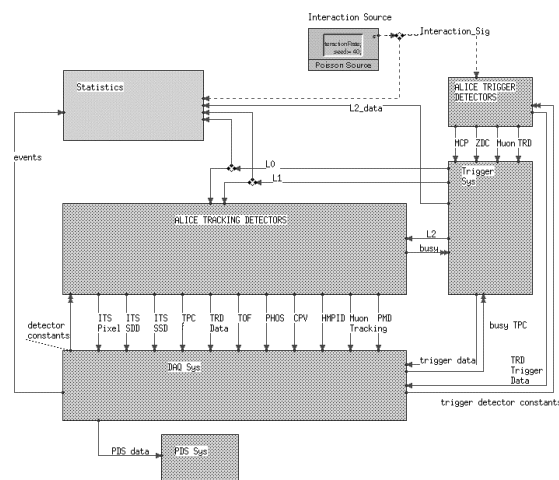 Interaction Source
Interaction_Sig
seed:= 60;
Poisson Source
Statistics
ALICE TRIGGER
DETECTORS
L2_data
events
MCP ZDC Muon TRD
L0
Trigger
Sys
L1
ALICE TRACKING DETECTORS
L2
busy
detector
constants
ITS
Pixel
ITS
SDD
ITS
SSD
TPC
TRD
Data
TOF
PHOS
CPV
HMPID
Muon
Tracking
PMD
busy TPC
DAQ Sys
trigger data
TRD
Trigger
Data
trigger detector constants
PDS data
PDS Sys